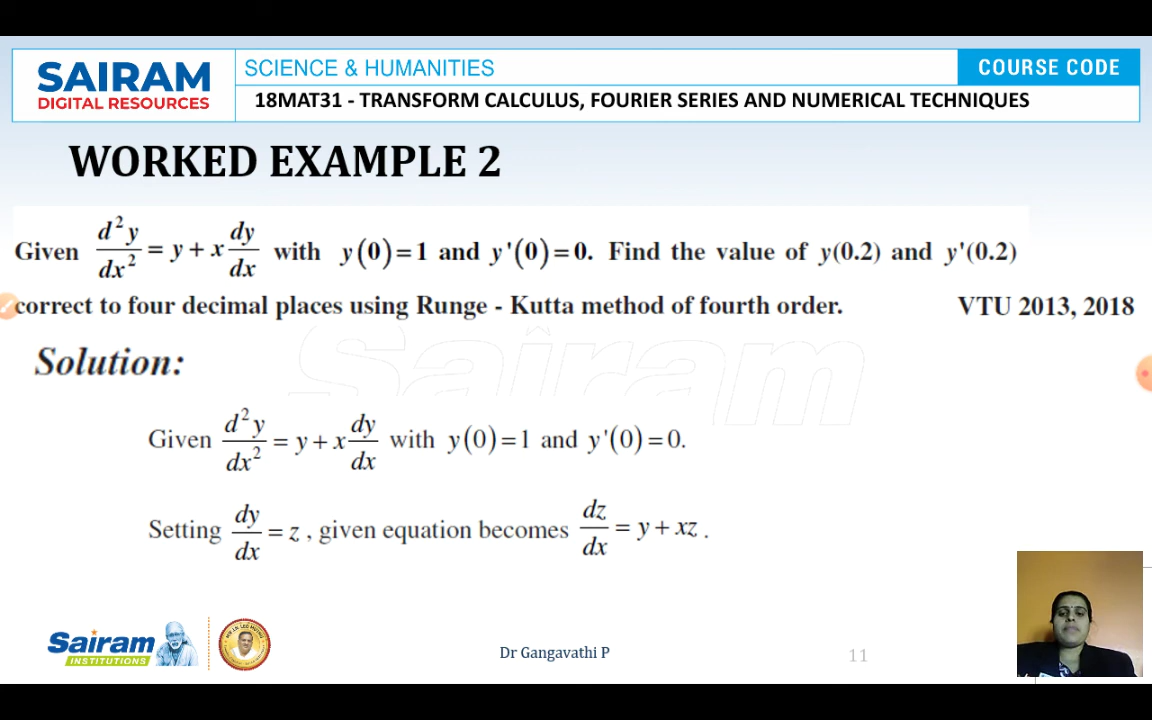 SAIRAM
DIGITAL RESOURCES
SCIENCE & HUMANITIES
COURSE CODE
18MAT31 - TRANSFORM CALCULUS, FOURIER SERIES AND NUMERICAL TECHNIQUES
WORKED EXAMPLE 2
Given d²y/dx² = y + x dy/dx with y(0)=1 and y'(0)=0. Find the value of y(0.2) and y'(0.2)
correct to four decimal places using Runge - Kutta method of fourth order. VTU 2013, 2018
Sairam
Solution:
Given d²y/dx² = y + x dy/dx with y(0)=1 and y'(0)=0.
Setting dy/dx = z , given equation becomes dz/dx = y + xz .
Sairam
INSTITUTIONS
Dr Gangavathi P
11